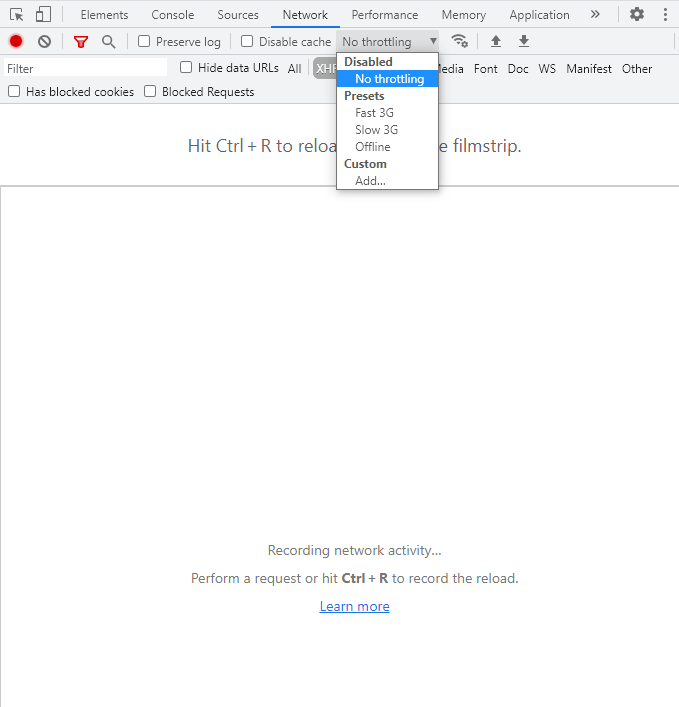 Elements Console Sources Network Performance Memory Application »
Preserve log Disable cache No throttling
Filter Hide data URLs All XHR Media Font Doc WS Manifest Other
Has blocked cookies Blocked Requests
Disabled
No throttling
Presets
Fast 3G
Slow 3G
Offline
Custom
Add...
Hit Ctrl + R to reload filmstrip.
Recording network activity...
Perform a request or hit Ctrl + R to record the reload.
Learn more